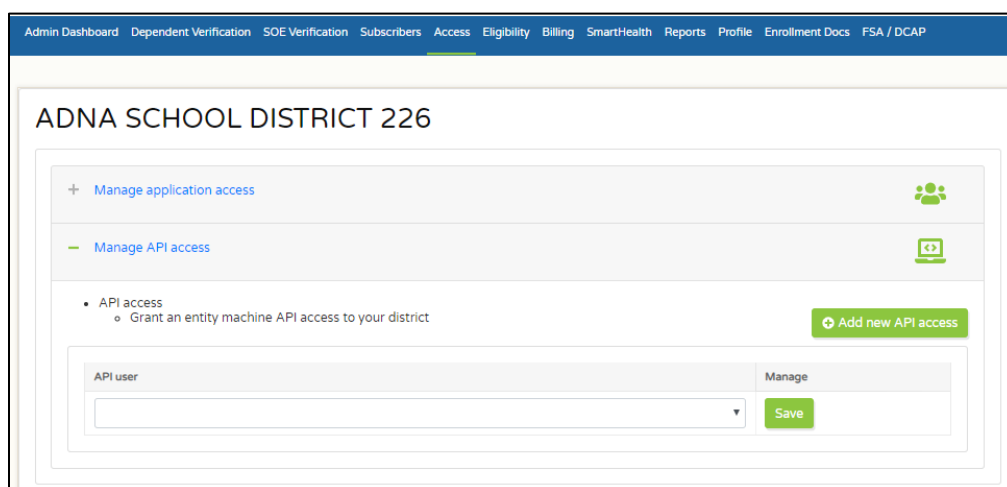 Admin Dashboard Dependent Verification SOE Verification Subscribers Access Eligibility Billing SmartHealth Reports Profile Enrollment Docs FSA / DCAP
ADNA SCHOOL DISTRICT 226
Manage application access
Manage API access
API access
Grant an entity machine API access to your district
Add new API access
API user Manage
Save